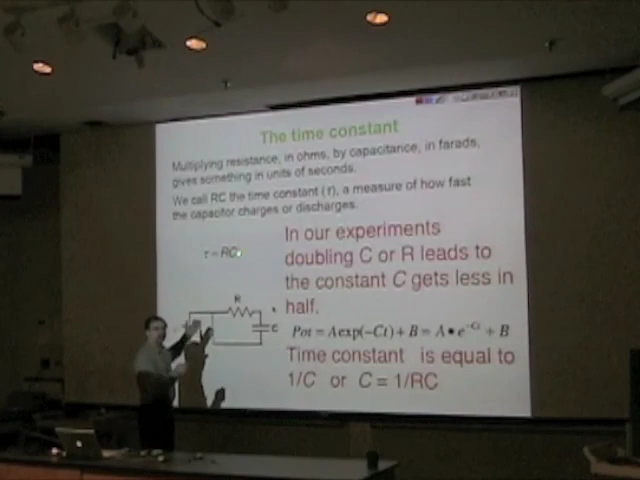 The time constant
Multiplying resistance, in ohms, by capacitance, in farads,
gives something in units of seconds.
We call RC the time constant (τ), a measure of how fast
the capacitor charges or discharges.
τ = RC
In our experiments
doubling C or R leads to
the constant C gets less in
half.
R
C
Pot = A exp(−Ct) + B = A • e^{−Ct} + B
Time constant is equal to
1/C or C = 1/RC